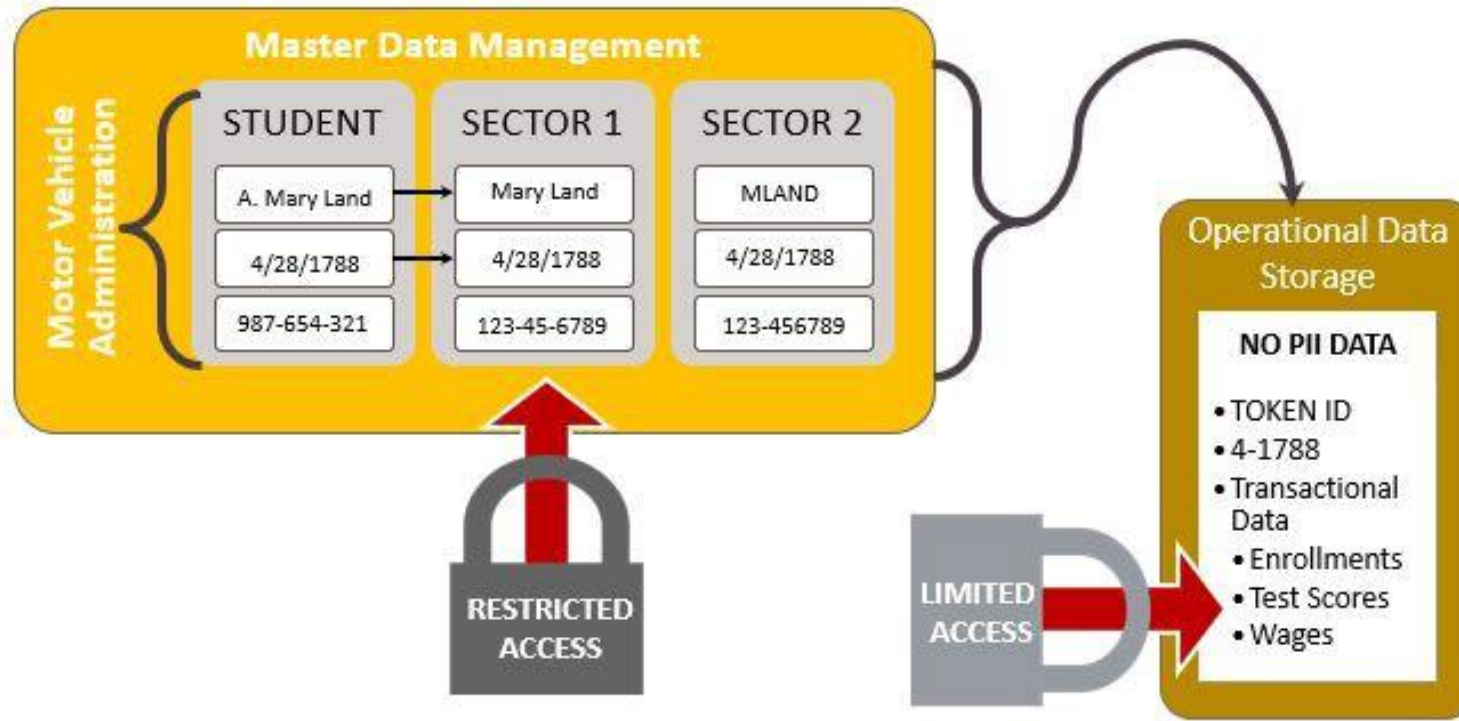 Master Data Management
Motor Vehicle
Administration
STUDENT
A. Mary Land
4/28/1788
987-654-321
SECTOR 1
Mary Land
4/28/1788
123-45-6789
SECTOR 2
MLAND
4/28/1788
123-456789
RESTRICTED
ACCESS
Operational Data
Storage
NO PII DATA
• TOKEN ID
• 4-1788
• Transactional
Data
• Enrollments
• Test Scores
• Wages
LIMITED
ACCESS